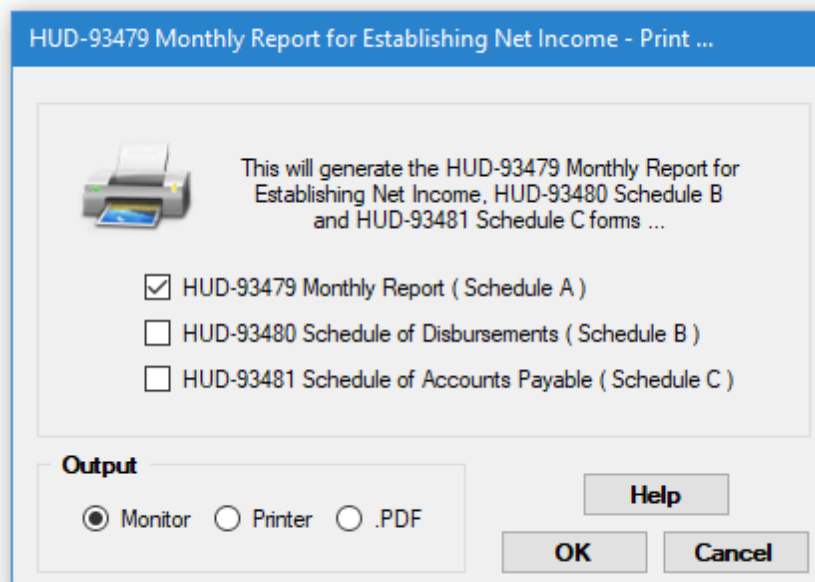 HUD-93479 Monthly Report for Establishing Net Income - Print ...
This will generate the HUD-93479 Monthly Report for
Establishing Net Income, HUD-93480 Schedule B
and HUD-93481 Schedule C forms ...
HUD-93479 Monthly Report ( Schedule A )
HUD-93480 Schedule of Disbursements ( Schedule B )
HUD-93481 Schedule of Accounts Payable ( Schedule C )
Output
Monitor Printer .PDF
Help
OK Cancel